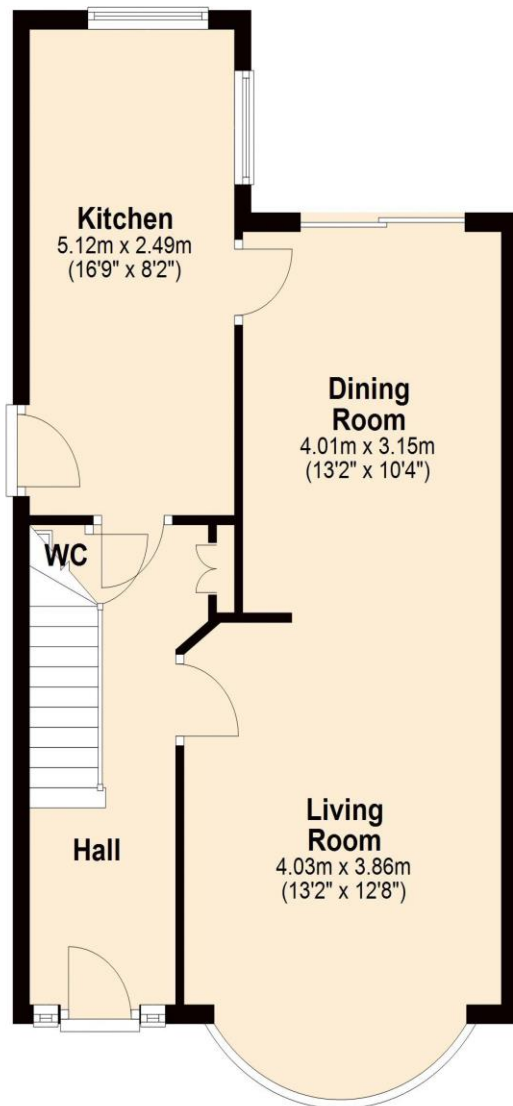 Kitchen
5.12m x 2.49m
(16'9" x 8'2")
Dining
Room
4.01m x 3.15m
(13'2" x 10'4")
WC
Living
Room
4.03m x 3.86m
(13'2" x 12'8")
Hall